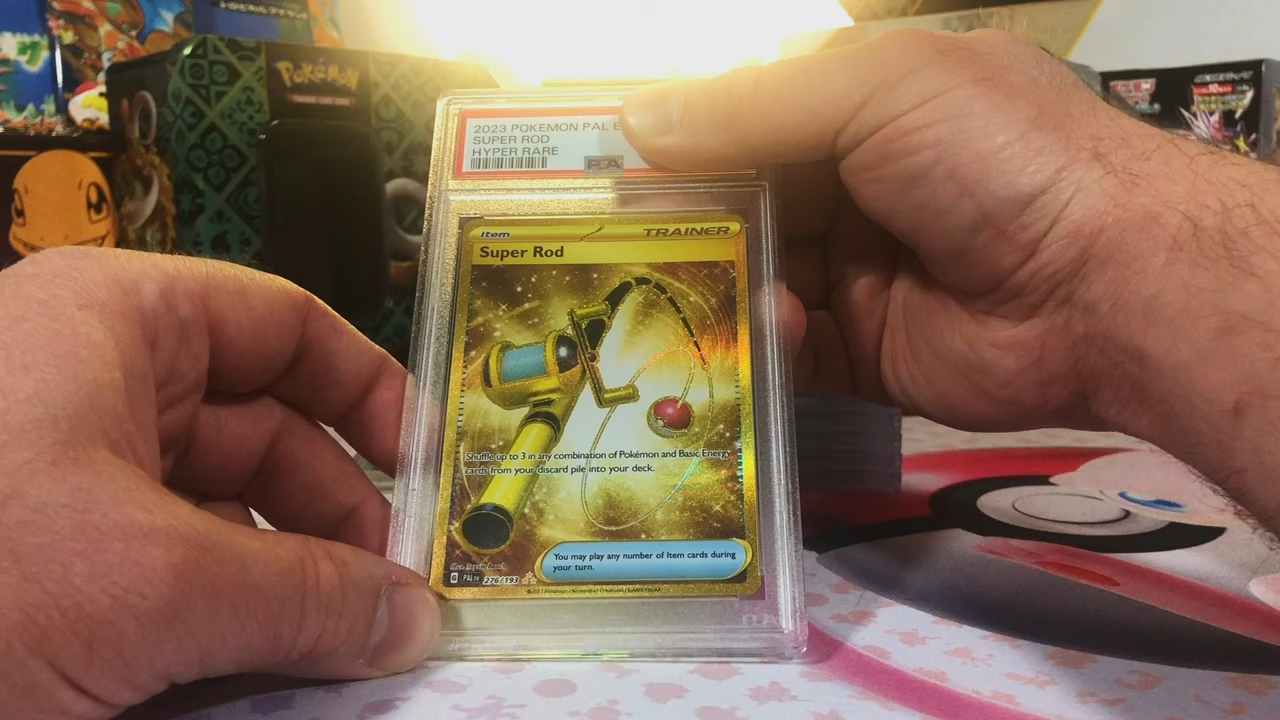 Pokémon
2023 POKEMON PAL E
SUPER ROD
HYPER RARE
PSA
Item
TRAINER
Super Rod
Shuffle up to 3 in any combination of Pokémon and Basic Energy
cards from your discard pile into your deck.
You may play any number of Item cards during
your turn.
G PAL EN 276/193